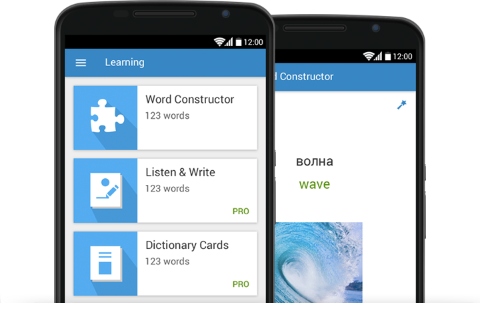 12:00
Learning
Word Constructor
123 words
Listen & Write
123 words
PRO
Dictionary Cards
123 words
PRO
12:00
Constructor
волна
wave